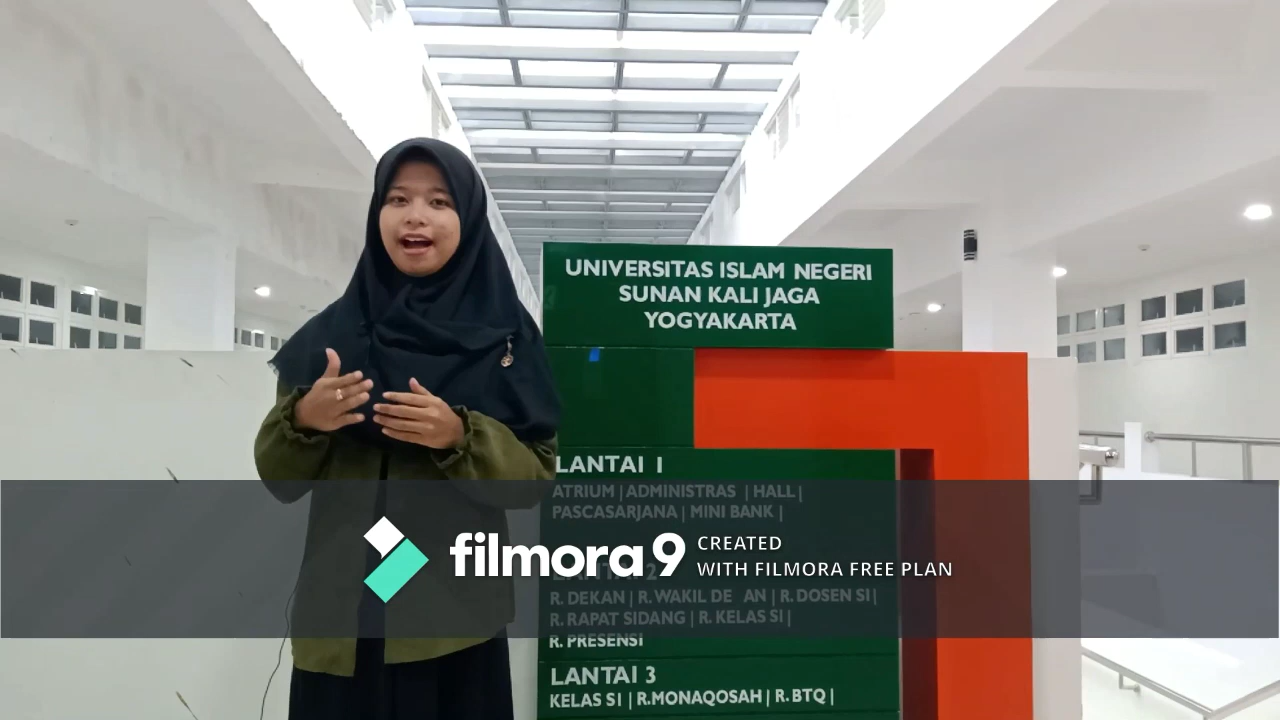 UNIVERSITAS ISLAM NEGERI
SUNAN KALI JAGA
YOGYAKARTA
LANTAI 1
ATRIUM | ADMINISTRAS | HALL |
PASCASARJANA | MINI BANK |
filmora9
CREATED
WITH FILMORA FREE PLAN
LANTAI 2
R. DEKAN | R. WAKIL DE AN | R. DOSEN SI |
R. RAPAT SIDANG | R. KELAS SI |
R. PRESENSI
LANTAI 3
KELAS SI | R.MONAQOSAH | R. BTQ |